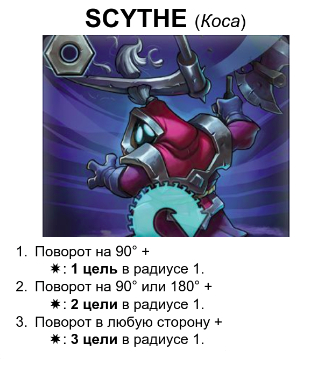 SCYTHE (Коса)
1. Поворот на 90° +
✷: 1 цель в радиусе 1.
2. Поворот на 90° или 180° +
✷: 2 цели в радиусе 1.
3. Поворот в любую сторону +
✷: 3 цели в радиусе 1.